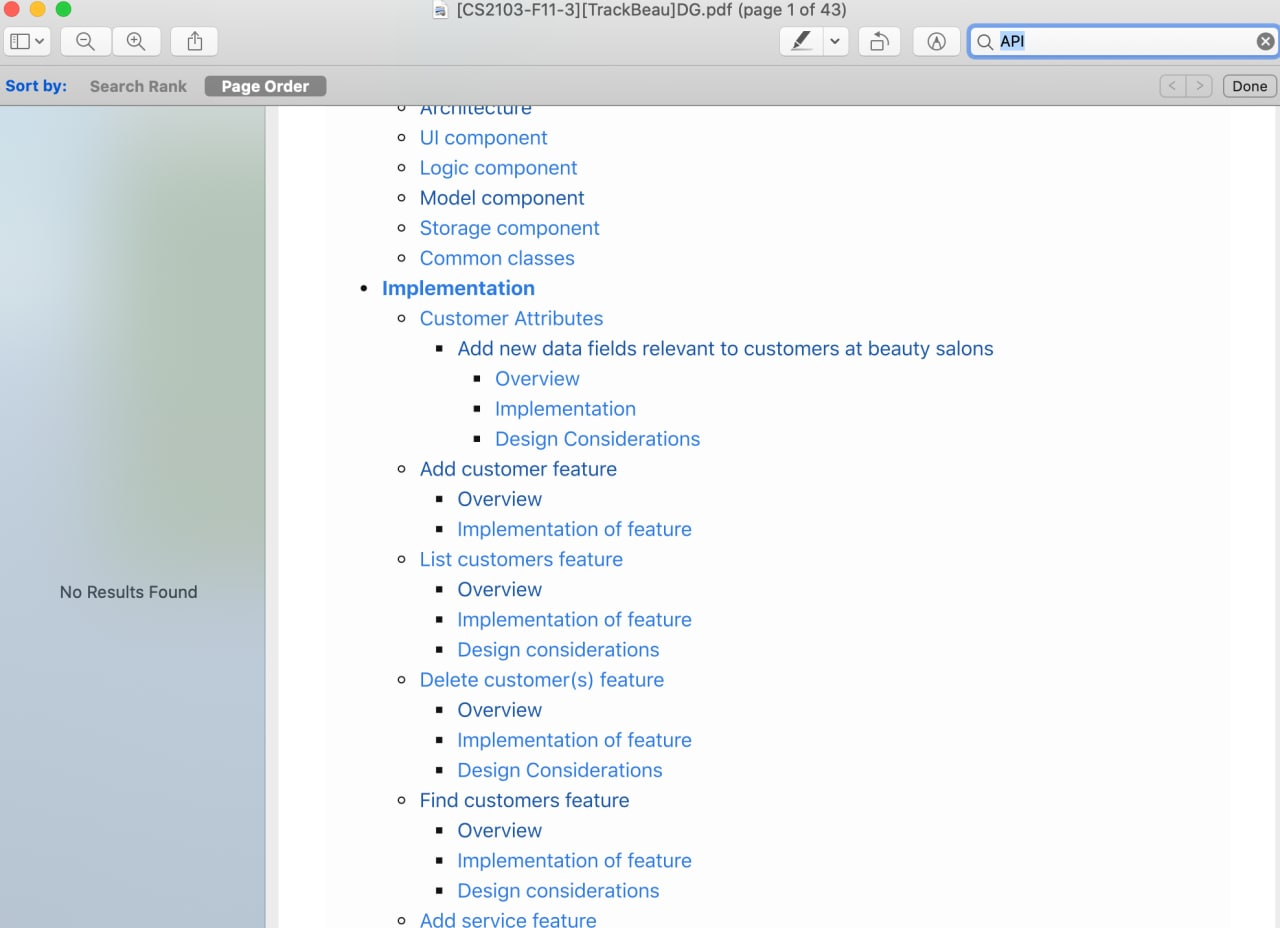 [CS2103-F11-3][TrackBeau]DG.pdf (page 1 of 43)
API
Sort by: Search Rank Page Order
Done
Architecture
UI component
Logic component
Model component
Storage component
Common classes
Implementation
Customer Attributes
Add new data fields relevant to customers at beauty salons
Overview
Implementation
Design Considerations
Add customer feature
Overview
Implementation of feature
List customers feature
Overview
No Results Found
Implementation of feature
Design considerations
Delete customer(s) feature
Overview
Implementation of feature
Design Considerations
Find customers feature
Overview
Implementation of feature
Design considerations
Add service feature